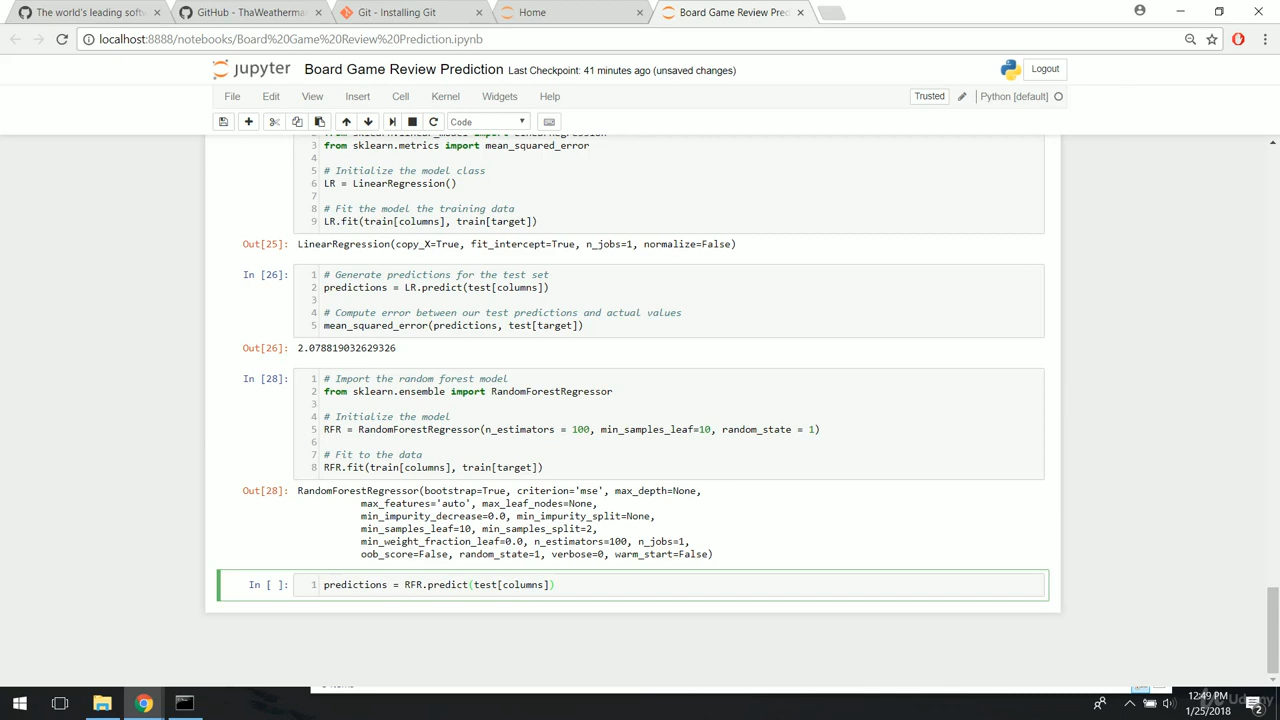 The world's leading softw
GitHub - ThaWeatherma
Git - Installing Git
Home
Board Game Review Pred
localhost:8888/notebooks/Board%20Game%20Review%20Prediction.ipynb
jupyter Board Game Review Prediction Last Checkpoint: 41 minutes ago (unsaved changes)
Logout
File Edit View Insert Cell Kernel Widgets Help
Trusted Python [default]
Code
from sklearn.linear_model import LinearRegression
3 from sklearn.metrics import mean_squared_error
4
5 # Initialize the model class
6 LR = LinearRegression()
7
8 # Fit the model the training data
9 LR.fit(train[columns], train[target])
Out[25]: LinearRegression(copy_X=True, fit_intercept=True, n_jobs=1, normalize=False)
In [26]: 1 # Generate predictions for the test set
2 predictions = LR.predict(test[columns])
3
4 # Compute error between our test predictions and actual values
5 mean_squared_error(predictions, test[target])
Out[26]: 2.078819032629326
In [28]: 1 # Import the random forest model
2 from sklearn.ensemble import RandomForestRegressor
3
4 # Initialize the model
5 RFR = RandomForestRegressor(n_estimators = 100, min_samples_leaf=10, random_state = 1)
6
7 # Fit to the data
8 RFR.fit(train[columns], train[target])
Out[28]: RandomForestRegressor(bootstrap=True, criterion='mse', max_depth=None,
max_features='auto', max_leaf_nodes=None,
min_impurity_decrease=0.0, min_impurity_split=None,
min_samples_leaf=10, min_samples_split=2,
min_weight_fraction_leaf=0.0, n_estimators=100, n_jobs=1,
oob_score=False, random_state=1, verbose=0, warm_start=False)
In [ ]: 1 predictions = RFR.predict(test[columns])
12:49 PM
1/25/2018
Udemy
2